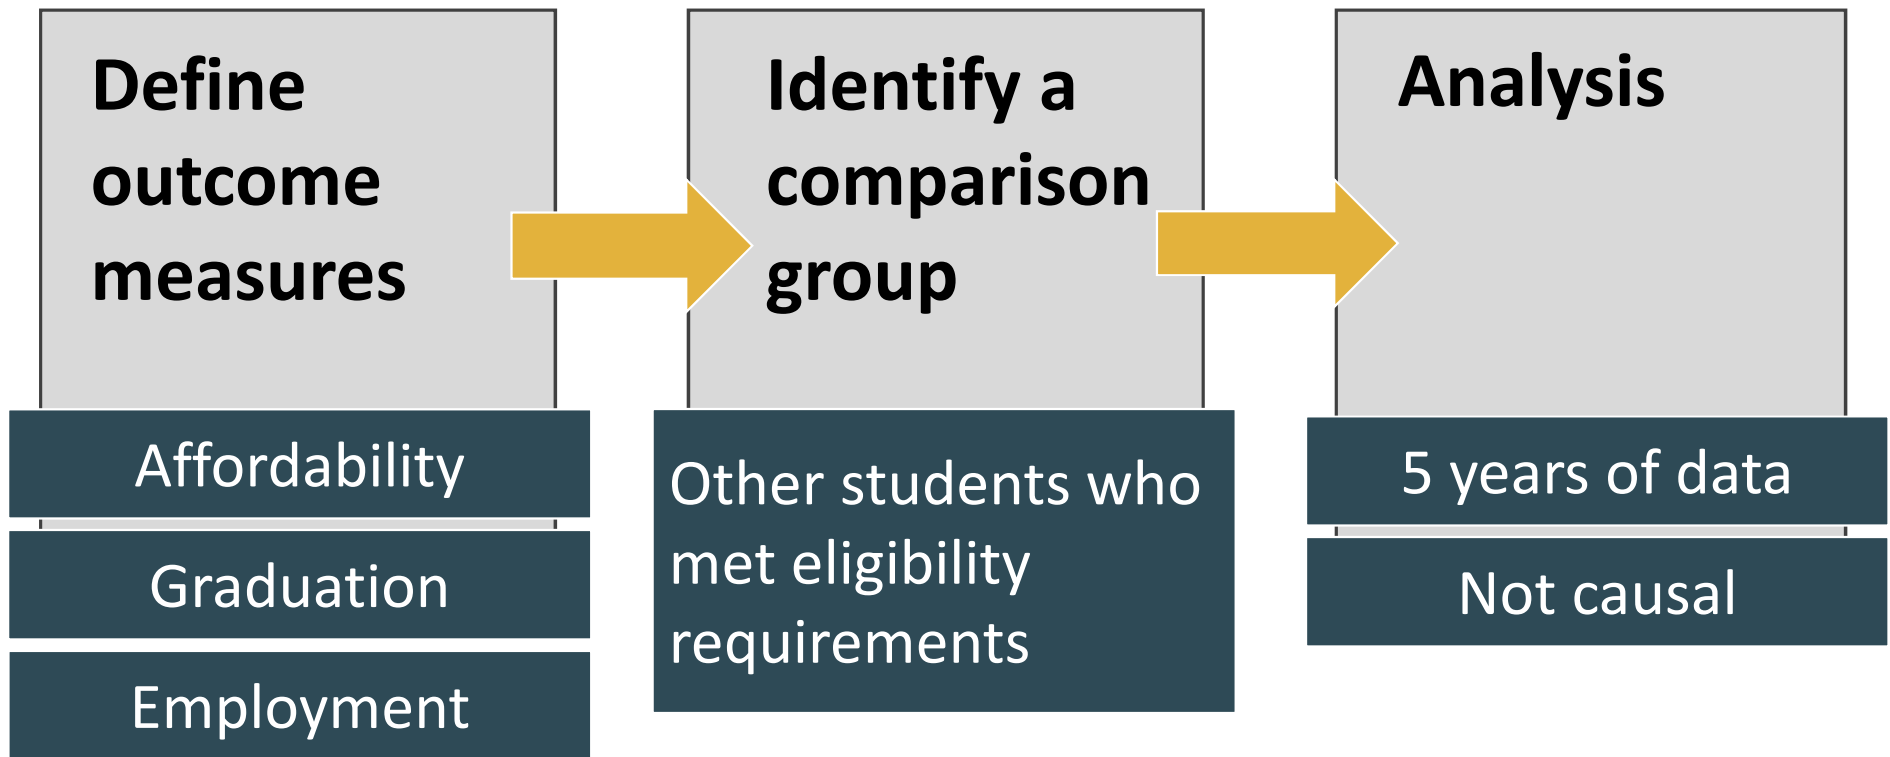 Define
outcome
measures
Affordability
Graduation
Employment
Identify a
comparison
group
Other students who
met eligibility
requirements
Analysis
5 years of data
Not causal